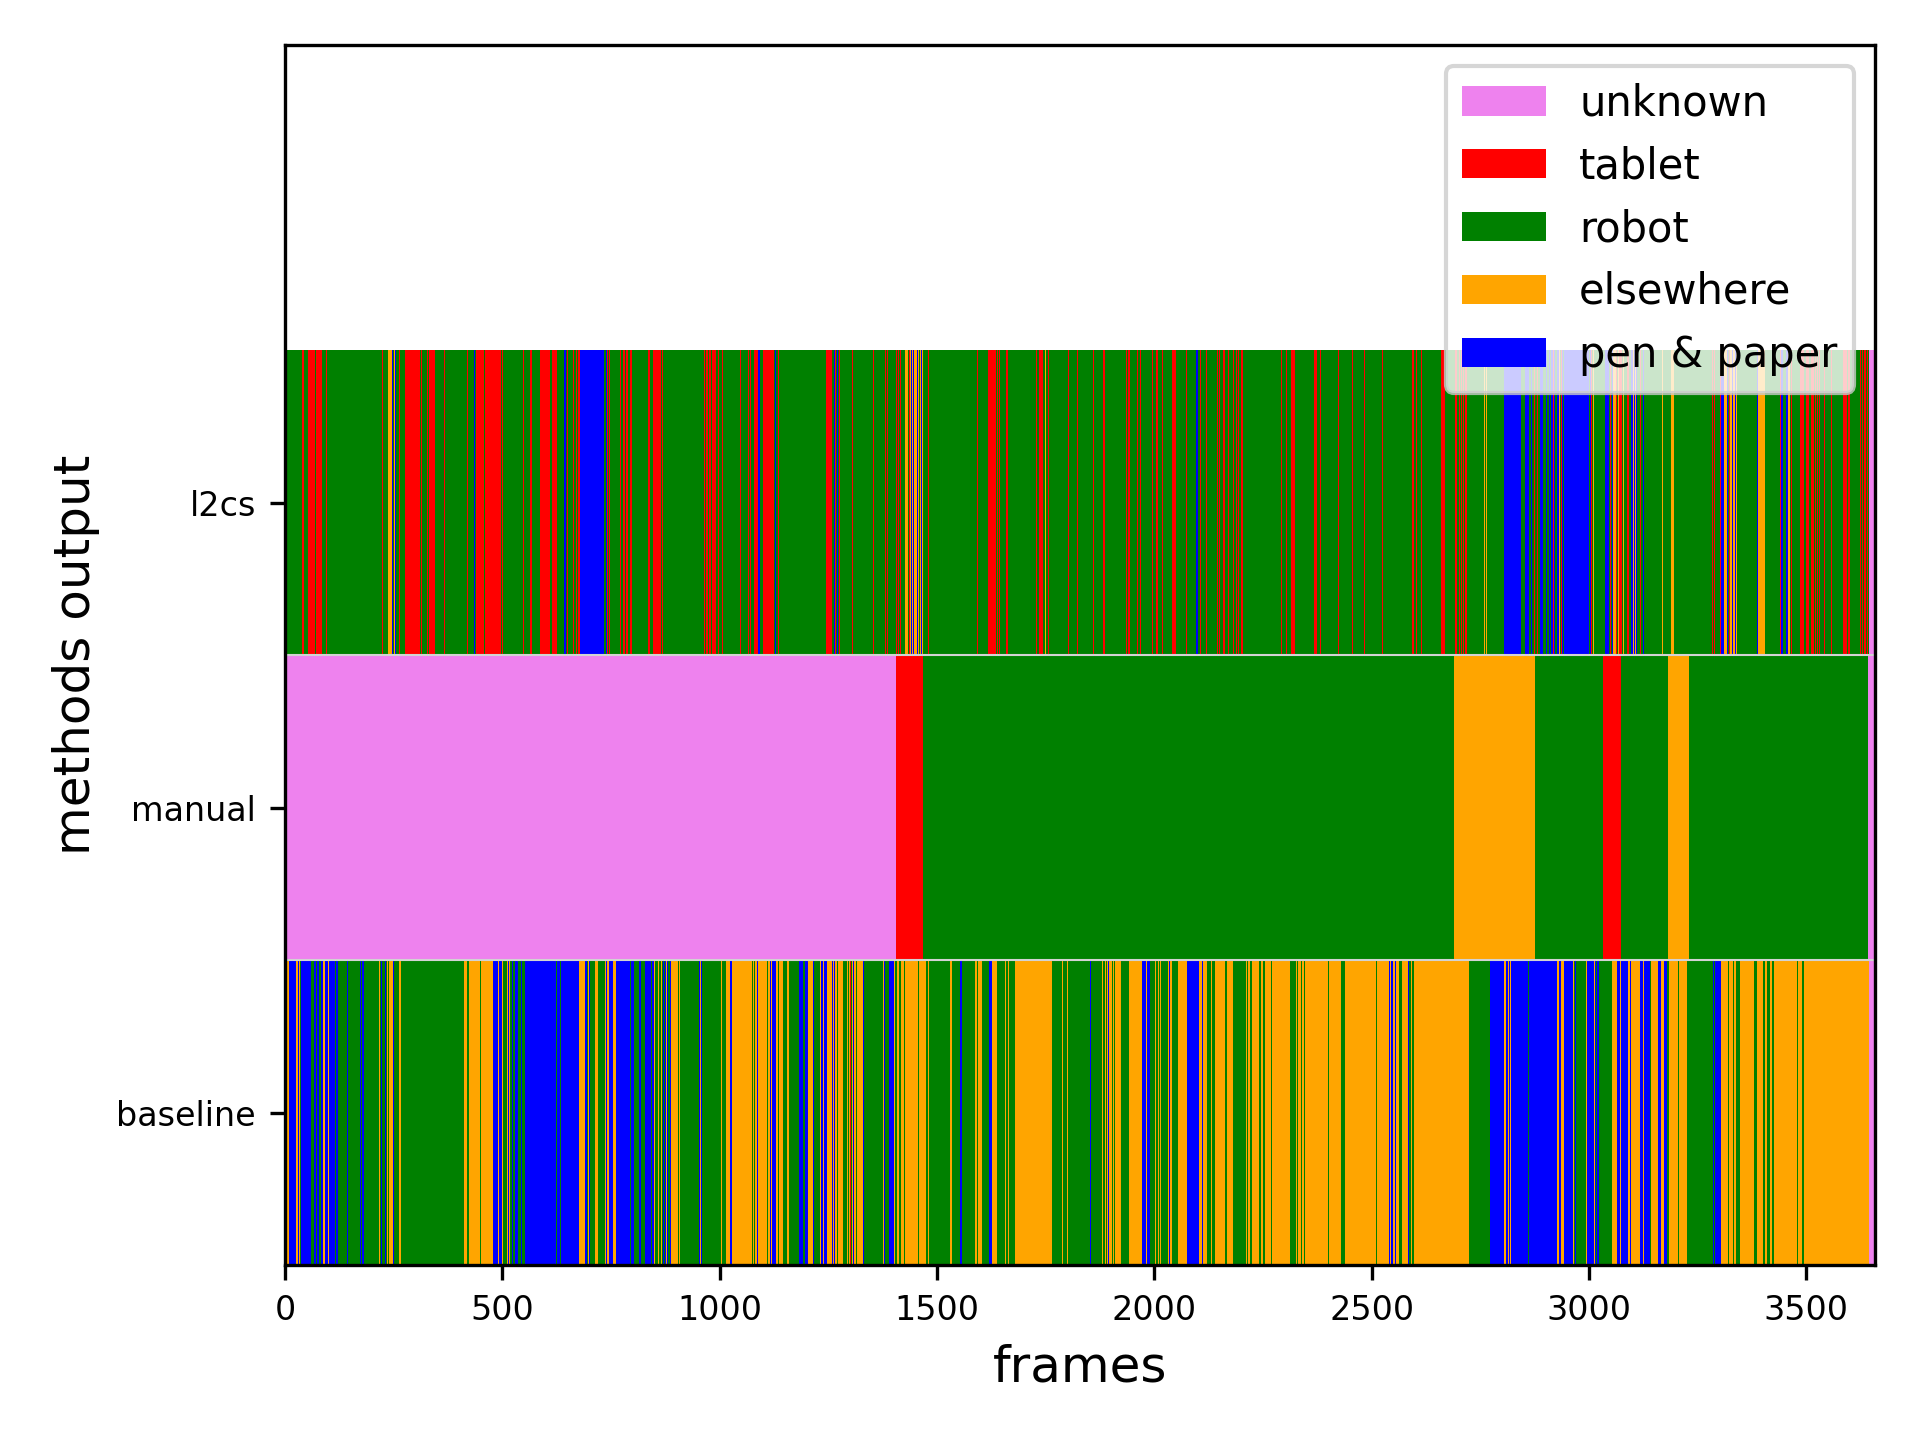 unknown
tablet
robot
elsewhere
pen & paper
methods output
l2cs
manual
baseline
0 500 1000 1500 2000 2500 3000 3500
frames